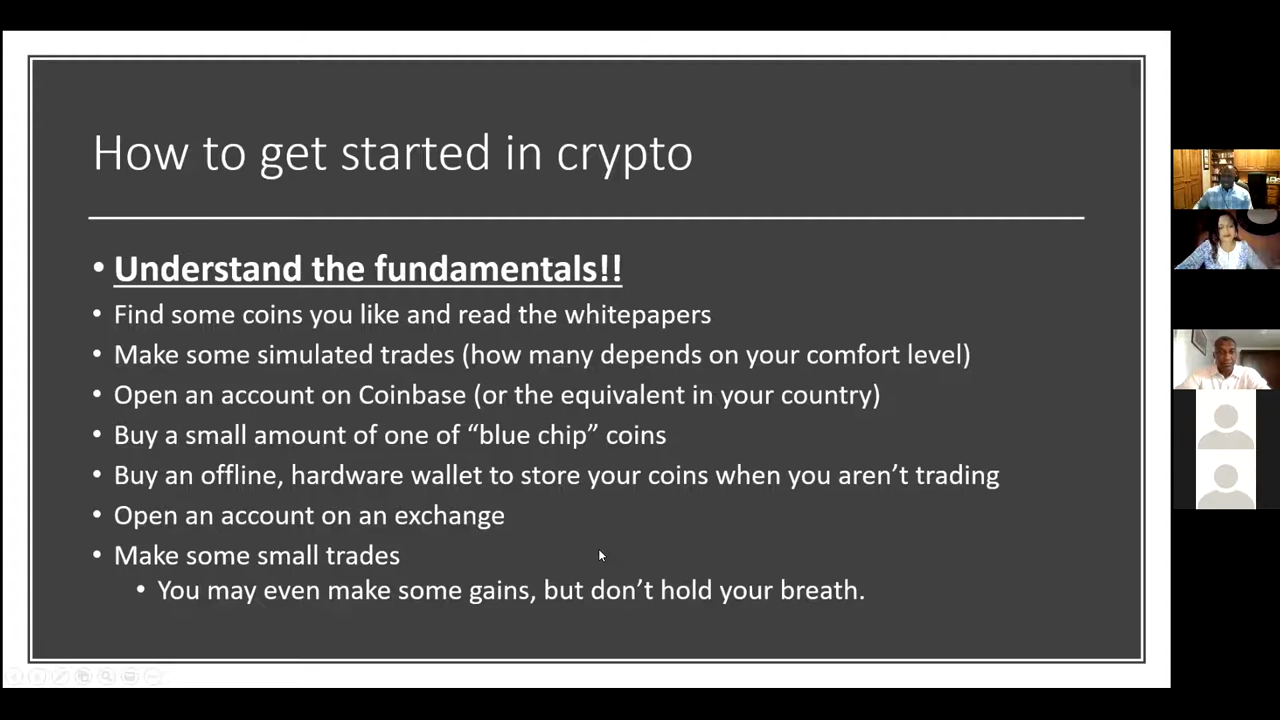 How to get started in crypto
• Understand the fundamentals!!
• Find some coins you like and read the whitepapers
• Make some simulated trades (how many depends on your comfort level)
• Open an account on Coinbase (or the equivalent in your country)
• Buy a small amount of one of “blue chip” coins
• Buy an offline, hardware wallet to store your coins when you aren’t trading
• Open an account on an exchange
• Make some small trades
• You may even make some gains, but don’t hold your breath.